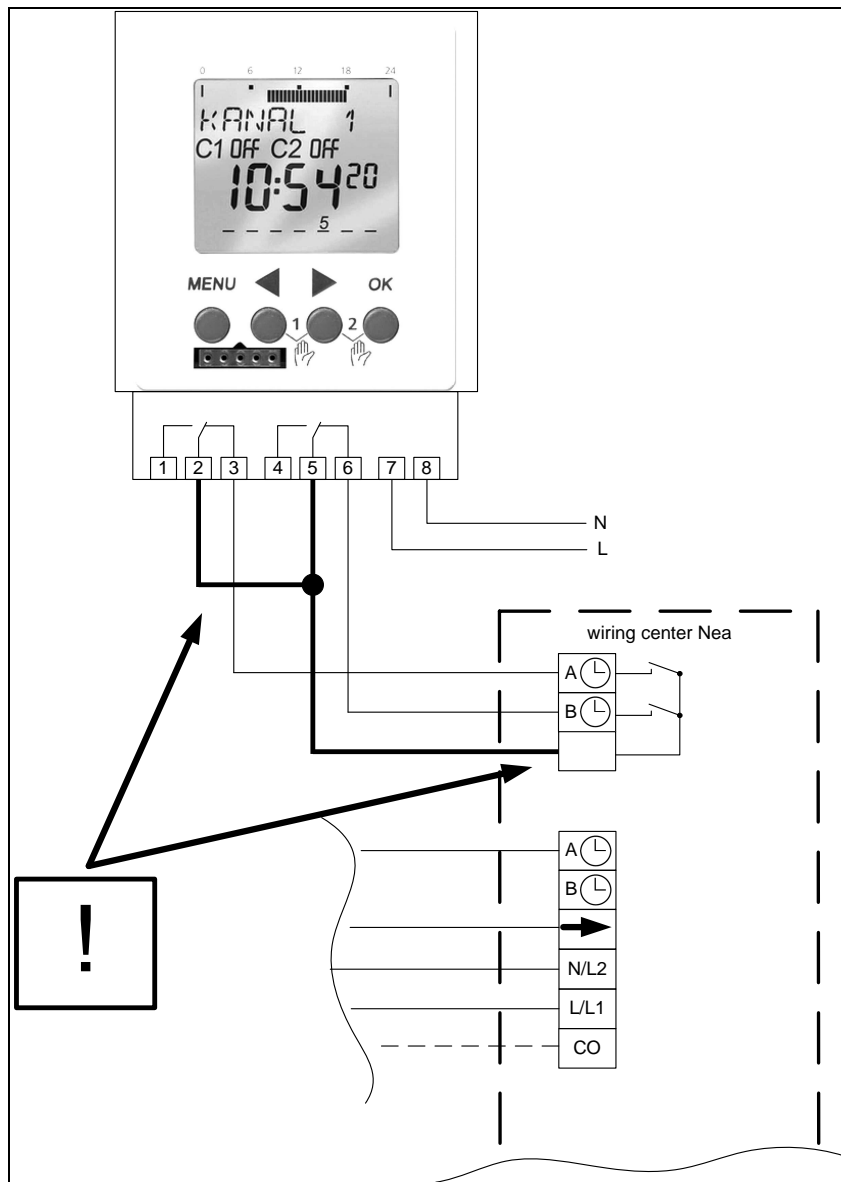 0 6 12 18 24
KANAL 1
C1 OFF C2 OFF
10:54 20
5
MENU OK
1 2
1 2 3 4 5 6 7 8
N
L
wiring center Nea
A
B
!
A
B
N/L2
L/L1
CO